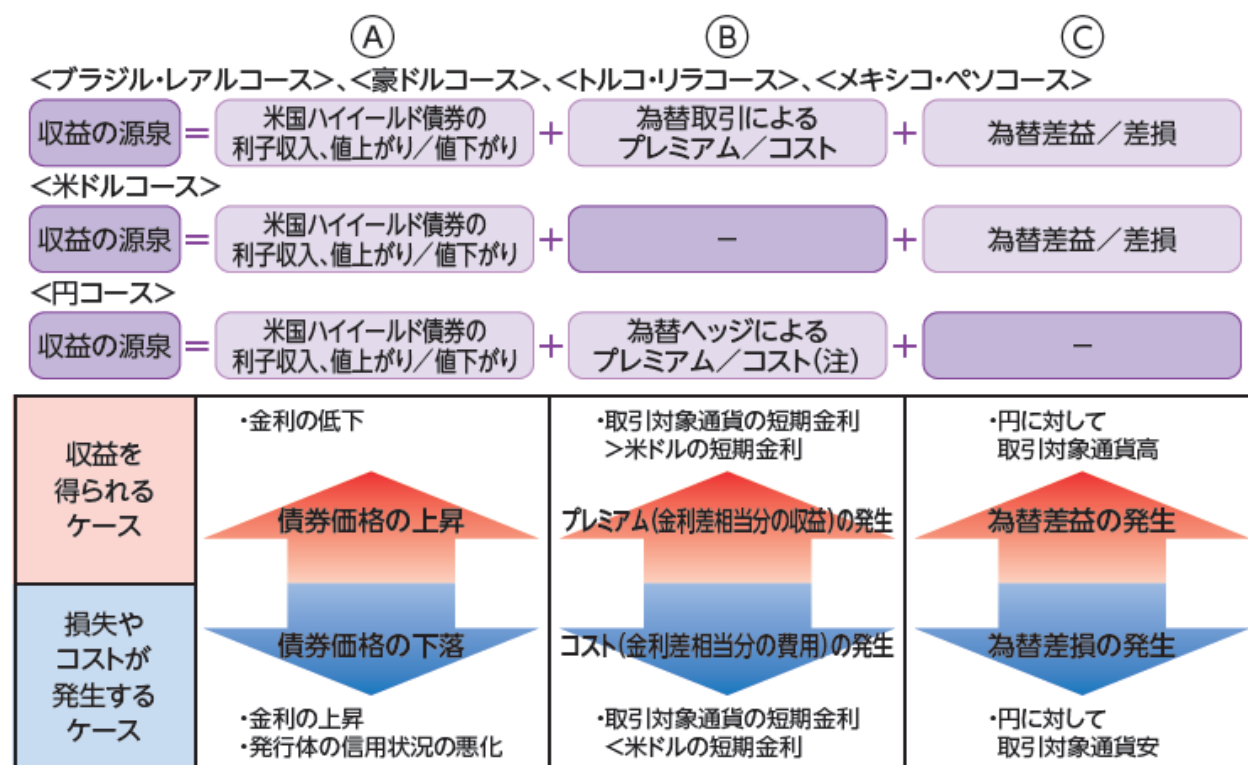 Ⓐ Ⓑ Ⓒ
<ブラジル・レアルコース>、<豪ドルコース>、<トルコ・リラコース>、<メキシコ・ペソコース>
収益の源泉
=
米国ハイイールド債券の
利子収入、値上がり/値下がり
+
為替取引による
プレミアム/コスト
+
為替差益/差損
<米ドルコース>
収益の源泉
=
米国ハイイールド債券の
利子収入、値上がり/値下がり
+
−
+
為替差益/差損
<円コース>
収益の源泉
=
米国ハイイールド債券の
利子収入、値上がり/値下がり
+
為替ヘッジによる
プレミアム/コスト(注)
+
−
収益を
得られる
ケース
・金利の低下
債券価格の上昇
・取引対象通貨の短期金利
>米ドルの短期金利
プレミアム(金利差相当分の収益)の発生
・円に対して
取引対象通貨高
為替差益の発生
損失や
コストが
発生する
ケース
債券価格の下落
・金利の上昇
・発行体の信用状況の悪化
コスト(金利差相当分の費用)の発生
・取引対象通貨の短期金利
<米ドルの短期金利
為替差損の発生
・円に対して
取引対象通貨安